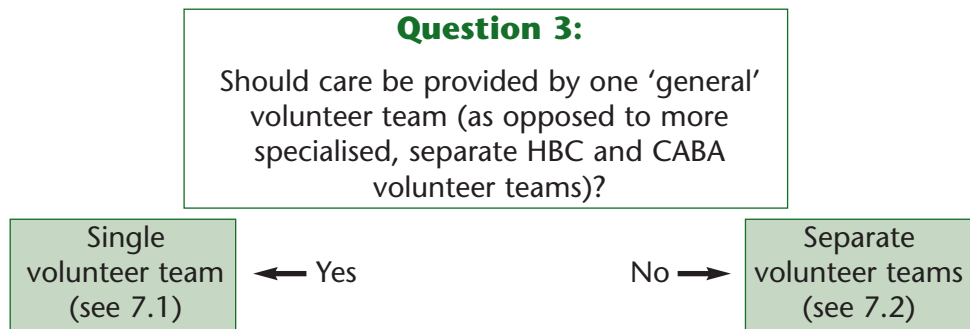 Question 3:
Should care be provided by one ‘general’
volunteer team (as opposed to more
specialised, separate HBC and CABA
volunteer teams)?
Single
volunteer team
(see 7.1)
Yes
No
Separate
volunteer teams
(see 7.2)